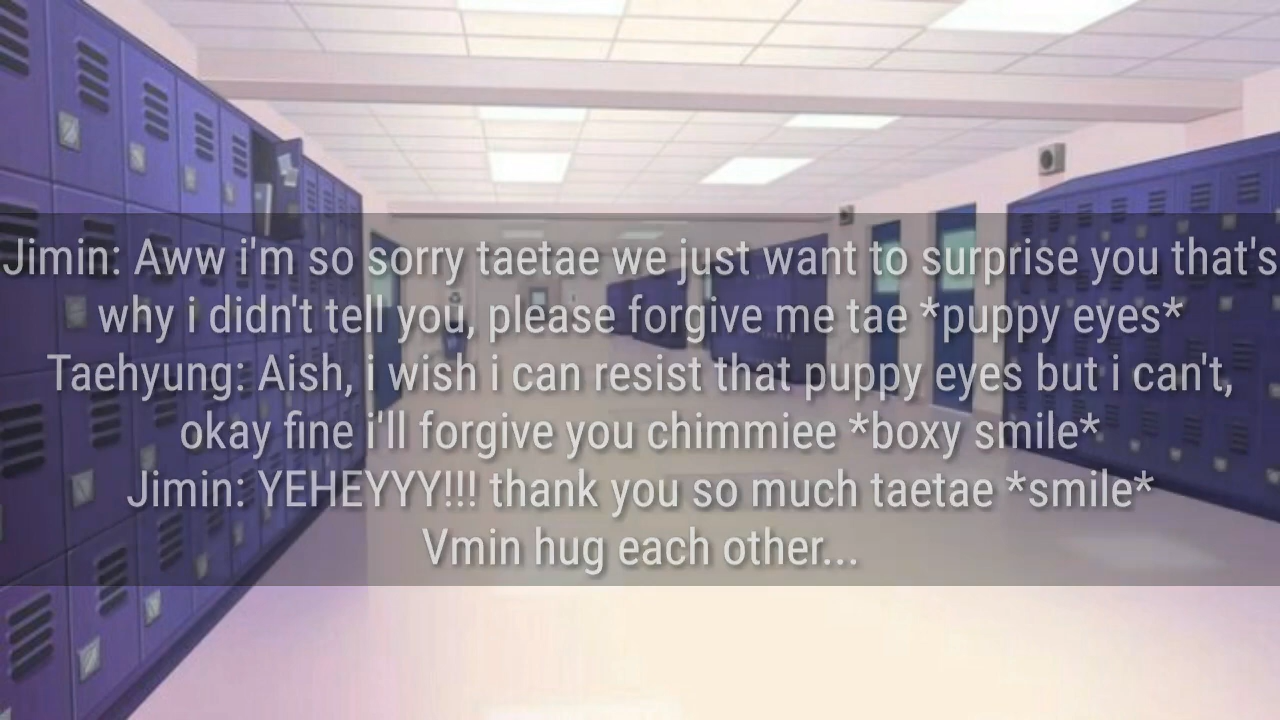 Jimin: Aww i'm so sorry taetae we just want to surprise you that's
why i didn't tell you, please forgive me tae *puppy eyes*
Taehyung: Aish, i wish i can resist that puppy eyes but i can't,
okay fine i'll forgive you chimmiee *boxy smile*
Jimin: YEHEYYY!!! thank you so much taetae *smile*
Vmin hug each other...